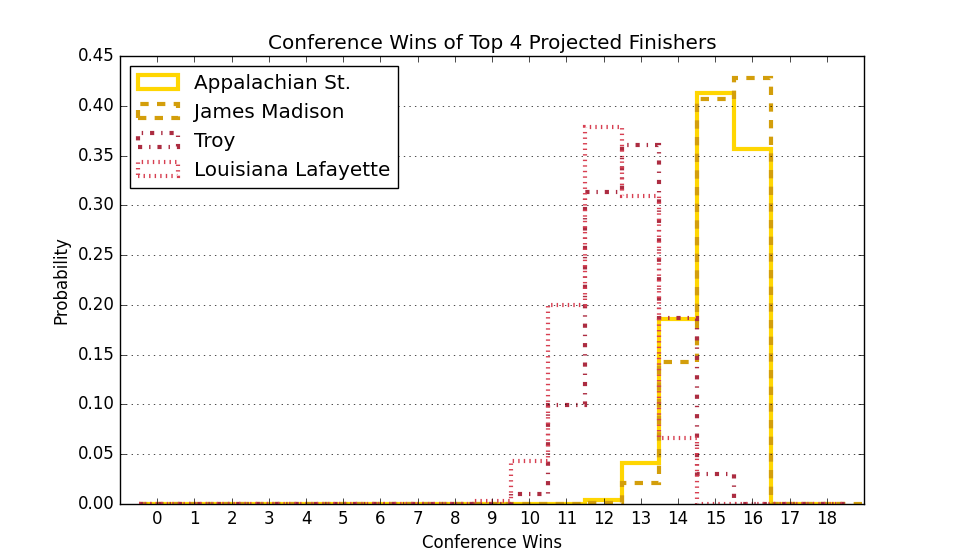 Conference Wins of Top 4 Projected Finishers
0.45
0.40
0.35
0.30
0.25
0.20
0.15
0.10
0.05
0.00
Probability
Appalachian St.
James Madison
Troy
Louisiana Lafayette
0 1 2 3 4 5 6 7 8 9 10 11 12 13 14 15 16 17 18
Conference Wins